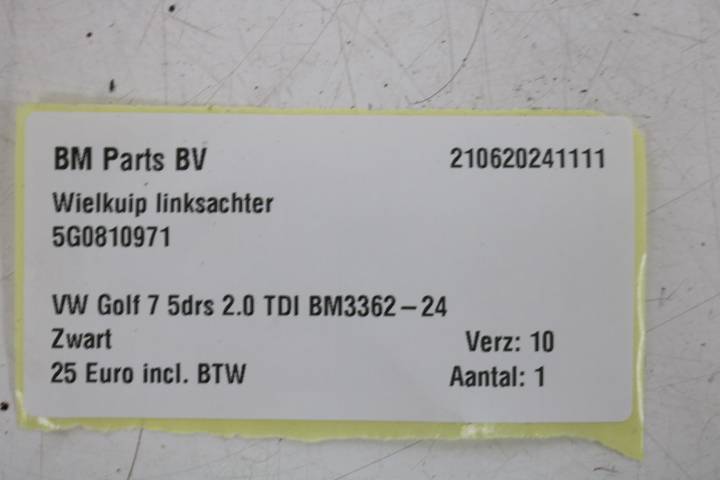 BM Parts BV 210620241111
Wielkuip linksachter
5G0810971
VW Golf 7 5drs 2.0 TDI BM3362-24
Zwart Verz: 10
25 Euro incl. BTW Aantal: 1